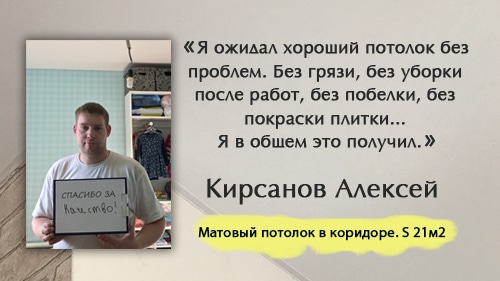 «Я ожидал хороший потолок без
проблем. Без грязи, без уборки
после работ, без побелки, без
покраски плитки...
Я в обшем это получил.»
Кирсанов Алексей
СПАСИБО ЗА
Качество!
Матовый потолок в коридоре. S 21м2